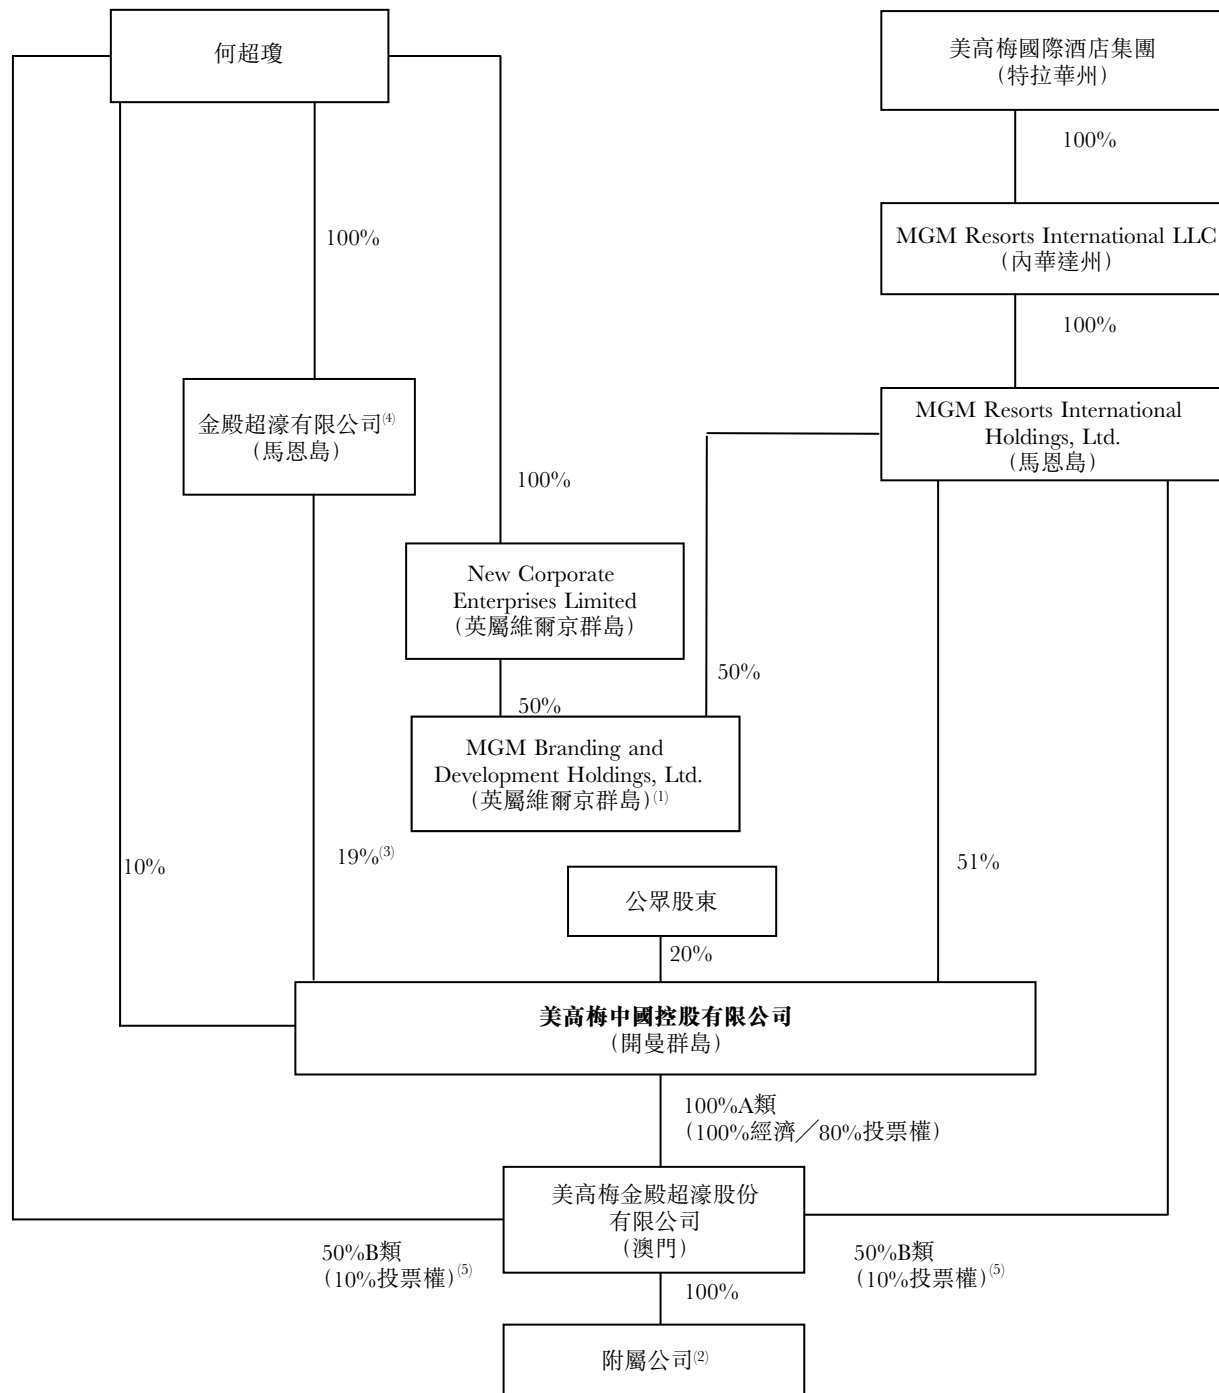 何超瓊
美高梅國際酒店集團
(特拉華州)
100%
MGM Resorts International LLC
(內華達州)
100%
100%
金殿超濠有限公司(4)
(馬恩島)
MGM Resorts International
Holdings, Ltd.
(馬恩島)
100%
New Corporate
Enterprises Limited
(英屬維爾京群島)
50%
50%
MGM Branding and
Development Holdings, Ltd.
(英屬維爾京群島)(1)
10%
19%(3)
51%
公眾股東
20%
美高梅中國控股有限公司
(開曼群島)
100%A類
(100%經濟／80%投票權)
美高梅金殿超濠股份
有限公司
(澳門)
50%B類
(10%投票權)(5)
50%B類
(10%投票權)(5)
100%
附屬公司(2)